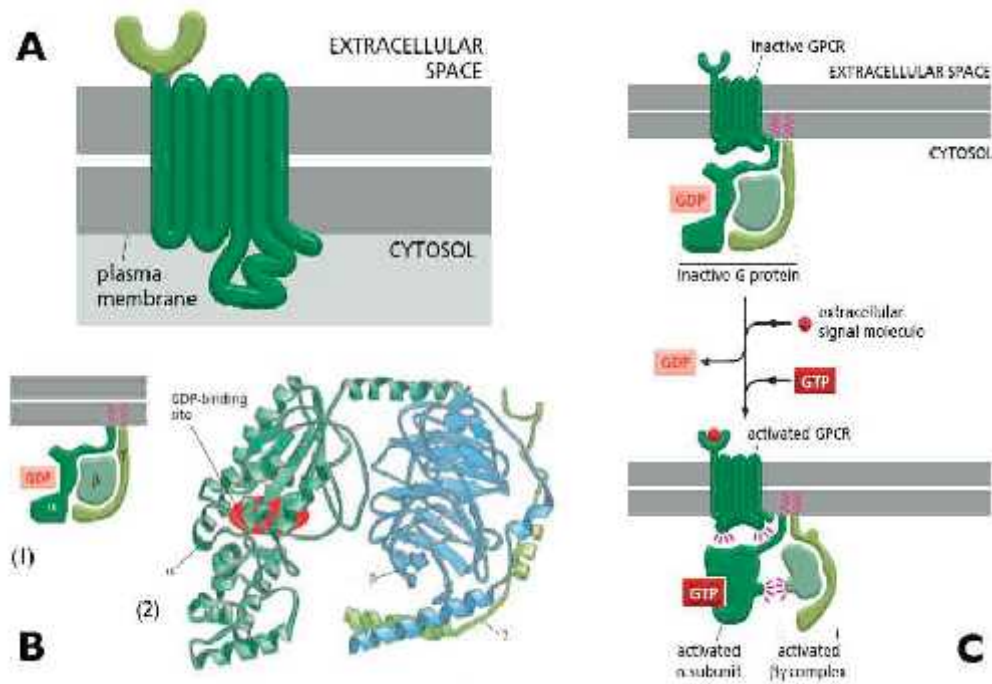 A
EXTRACELLULAR
SPACE
CYTOSOL
plasma
membrane
GDP
β
α
(1)
GDP-binding
site
α
(2)
β
γ
B
inactive GPCR
EXTRACELLULAR SPACE
CYTOSOL
GDP
inactive G protein
extracellular
signal moleculo
GDP
GTP
activated GPCR
GTP
activated
α subunit
activated
βγ complex
C